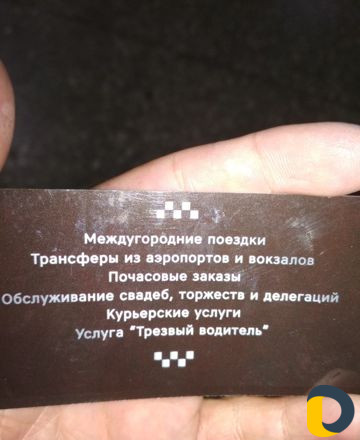 Междугородние поездки
Трансферы из аэропортов и вокзалов
Почасовые заказы
Обслуживание свадеб, торжеств и делегаций
Курьерские услуги
Услуга "Трезвый водитель"